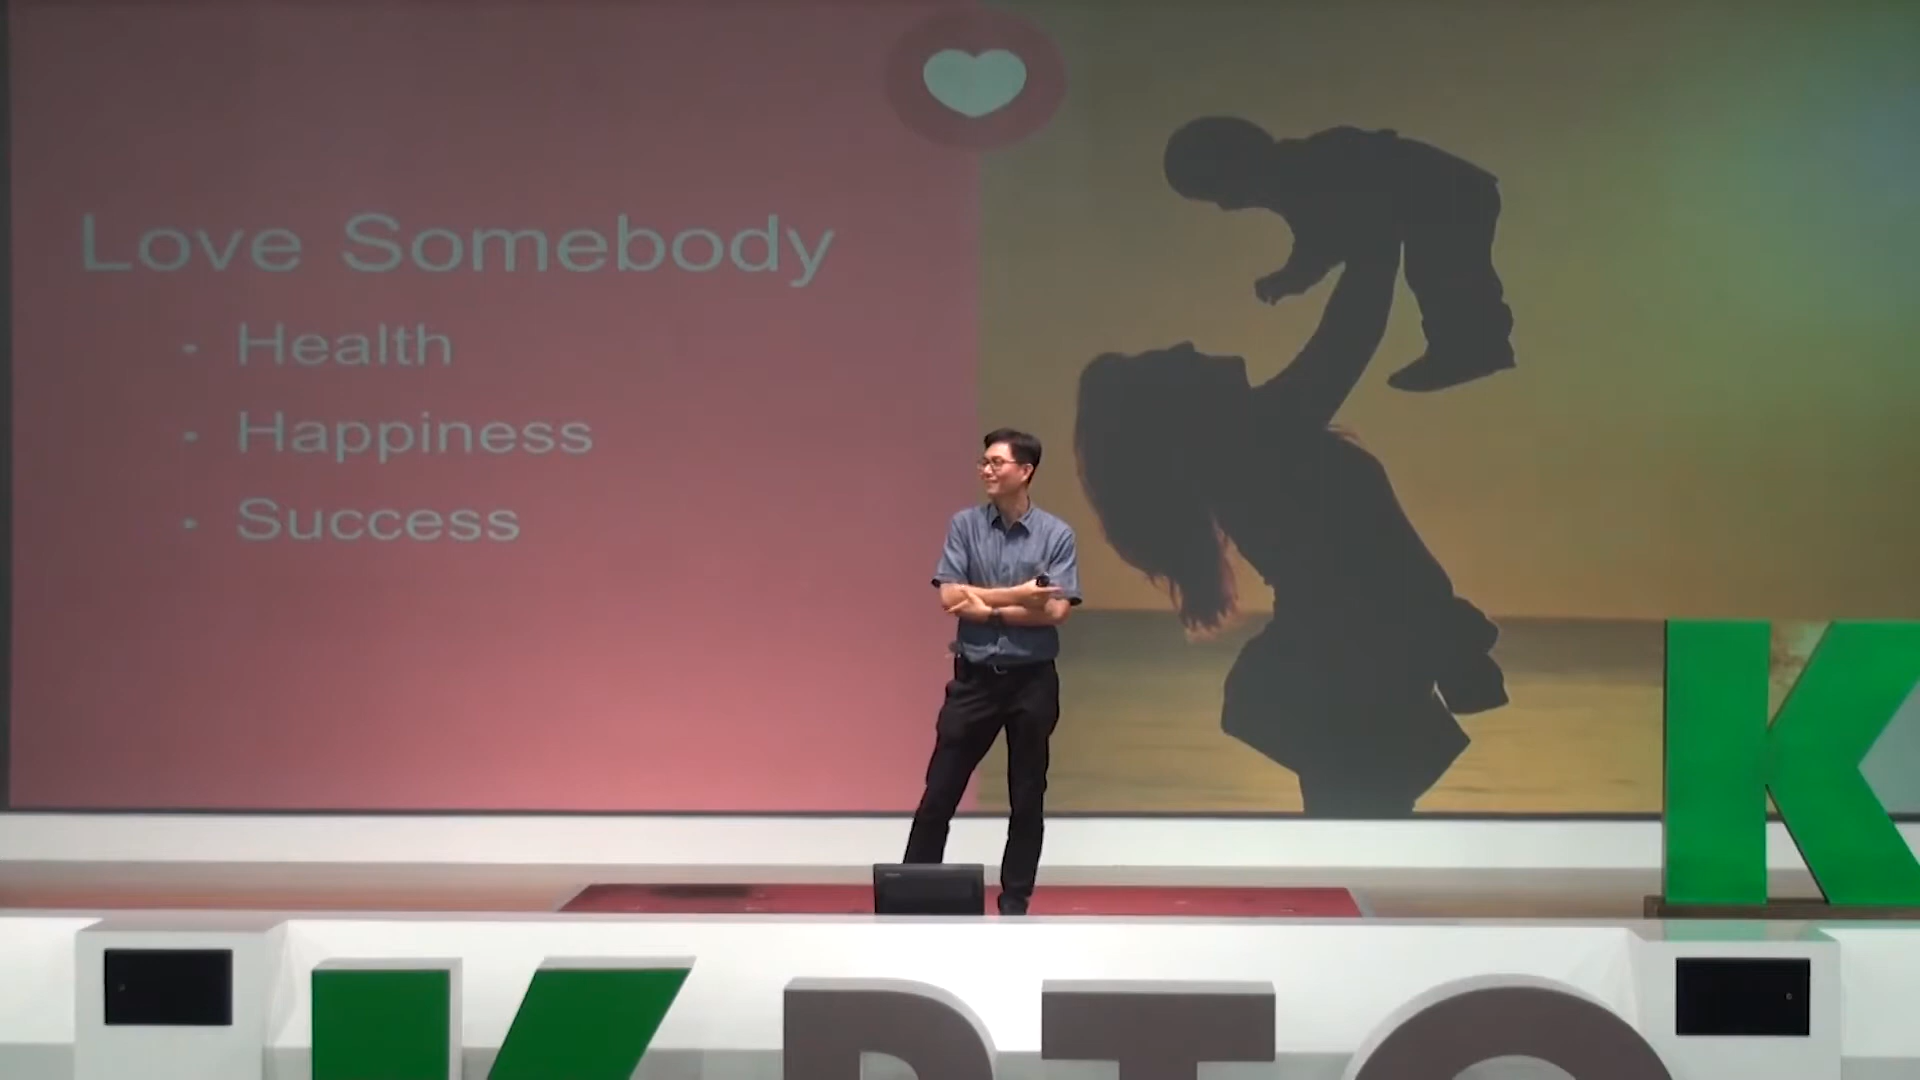 Love Somebody
- Health
- Happiness
- Success
K